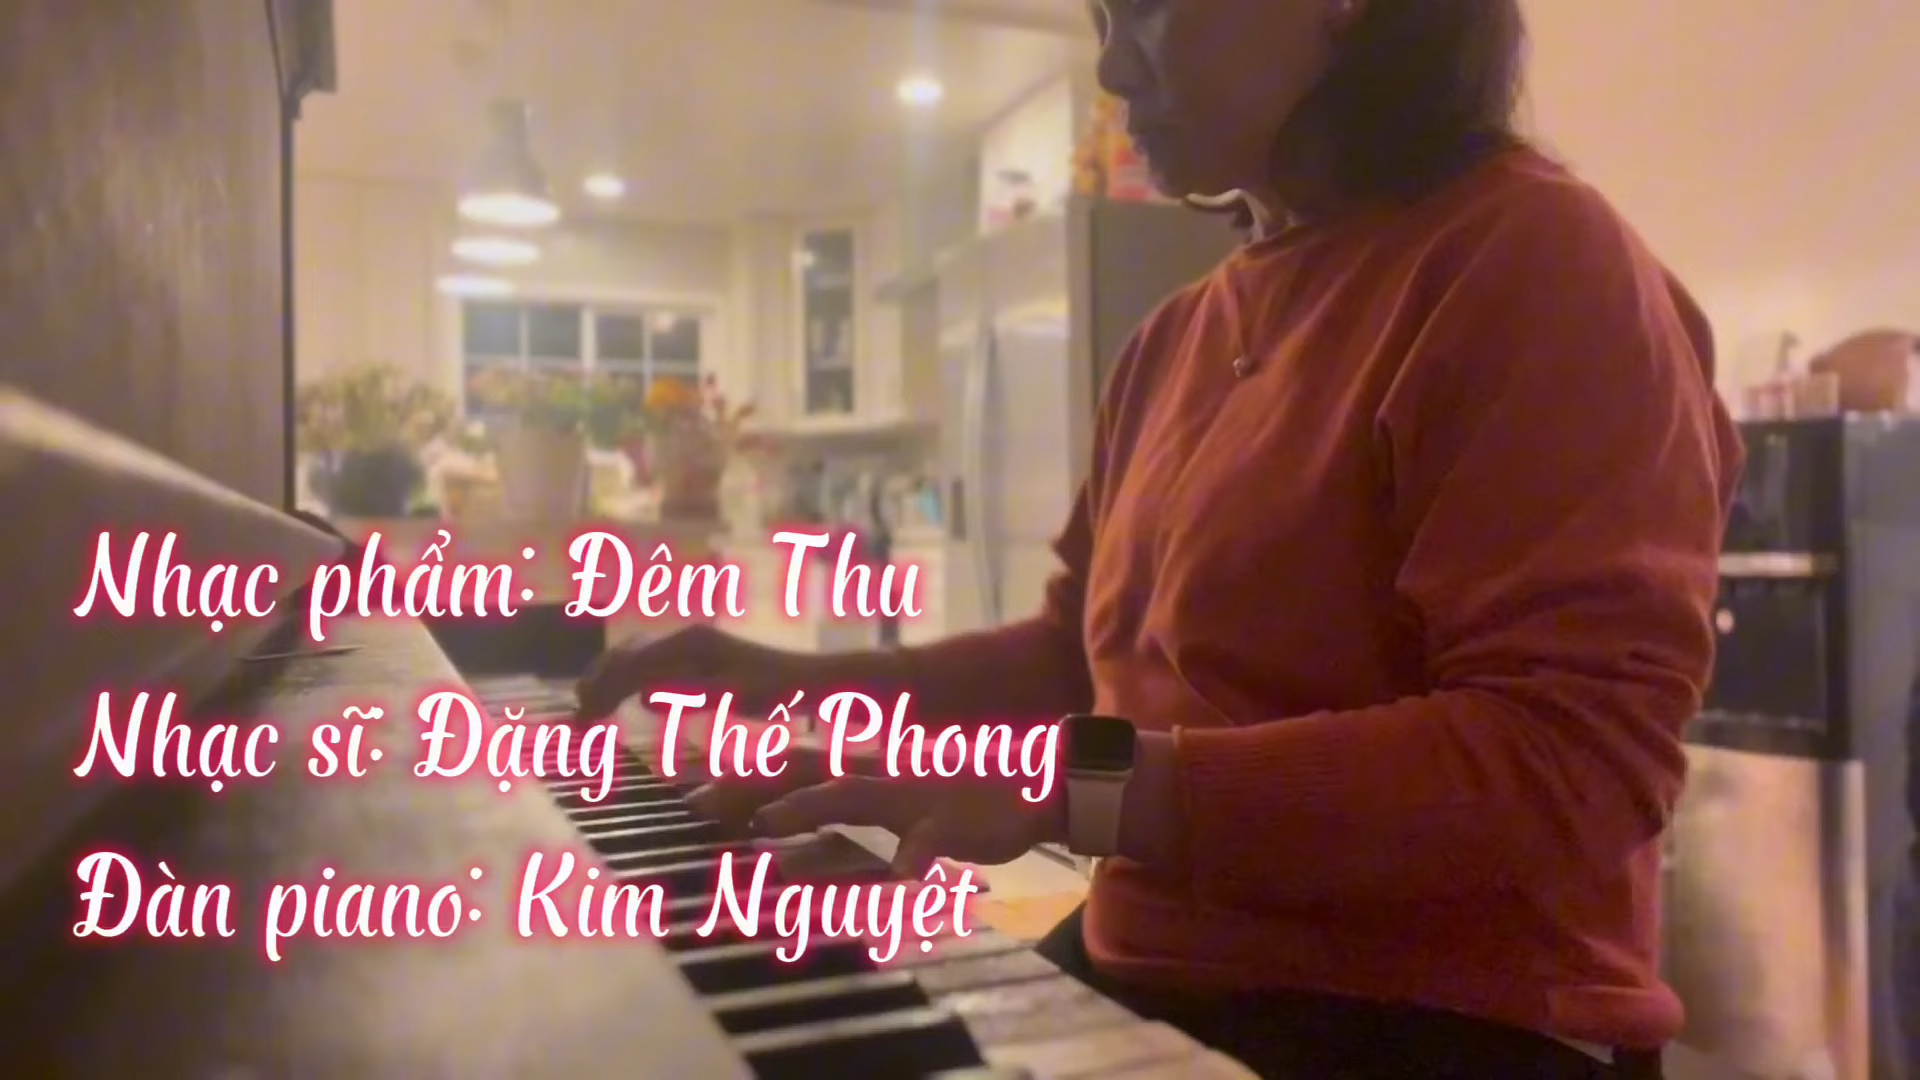 Nhạc phẩm: Đêm Thu
Nhạc sĩ: Đặng Thế Phong
Đàn piano: Kim Nguyệt